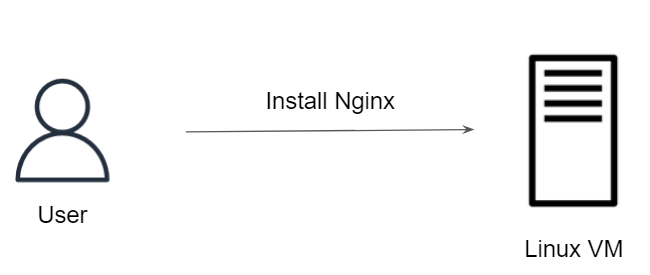 Install Nginx
User
Linux VM